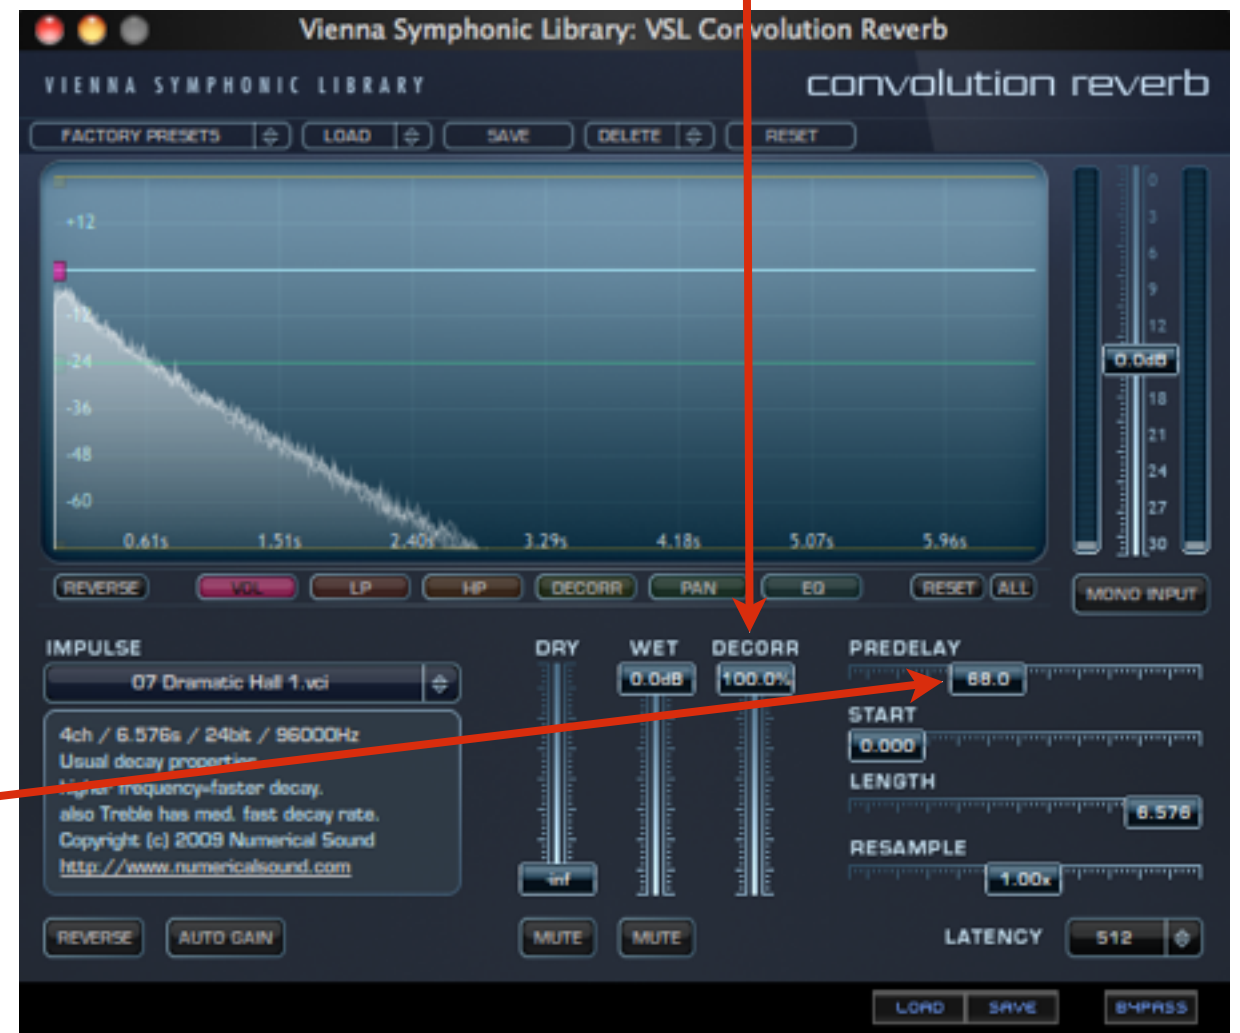 Vienna Symphonic Library: VSL Convolution Reverb
VIENNA SYMPHONIC LIBRARY
convolution reverb
FACTORY PRESETS LOAD SAVE DELETE RESET
+12
-12
-24
-36
-48
-60
0.61s 1.51s 2.40s 3.29s 4.18s 5.07s 5.96s
0
3
6
9
12
0.0dB
18
21
24
27
30
REVERSE VOL LP HP DECORR PAN EQ RESET ALL
MONO INPUT
IMPULSE
07 Dramatic Hall 1.vci
4ch / 6.576s / 24bit / 96000Hz
Usual decay properties
higher frequency=faster decay.
also Treble has med. fast decay rate.
Copyright (c) 2009 Numerical Sound
http://www.numericalsound.com
REVERSE AUTO GAIN
DRY WET DECORR
0.0dB 100.0%
-inf
MUTE MUTE
PREDELAY
68.0
START
0.000
LENGTH
6.576
RESAMPLE
1.00x
LATENCY 512
LOAD SAVE BYPASS